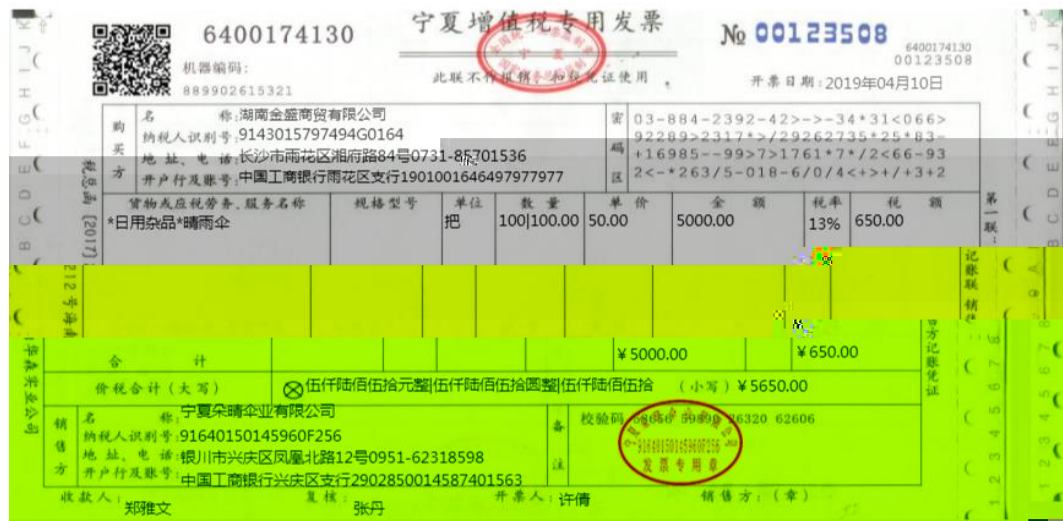 6400174130
宁夏增值税专用发票
№ 00123508
6400174130
00123508
机器编码:
889902615321
此联不作报销、扣税凭证使用
开票日期:2019年04月10日
购买方
名 称:湖南金盛商贸有限公司
纳税人识别号:9143015797494G0164
地址、电话:长沙市雨花区湘府路84号0731-85701536
开户行及账号:中国工商银行雨花区支行1901001646497977977
密码区
03-884-2392-42>->-34*31<066>
92289>2317*>/29262735*25*83-
+16985--99>7>1761*7*/2<66-93
2<-*263/5-018-6/0/4<+>+/+3+2
货物或应税劳务、服务名称 规格型号 单位 数量 单价 金额 税率 税额
*日用杂品*晴雨伞 把 100|100.00 50.00 5000.00 13% 650.00
合计 ¥5000.00 ¥650.00
价税合计(大写) 伍仟陆佰伍拾元整|伍仟陆佰伍拾圆整|伍仟陆佰伍拾 (小写)¥5650.00
销售方
名 称:宁夏朵晴伞业有限公司
纳税人识别号:91640150145960F256
地址、电话:银川市兴庆区凤凰北路12号0951-62318598
开户行及账号:中国工商银行兴庆区支行2902850014587401563
备注
校验码 58656 59890 26320 62606
91640150145960F256
发票专用章
收款人:郑雅文 复核:张丹 开票人:许倩 销售方:(章)
税总函〔2017〕
212号海南华森实业公司
第一联:
记账联 销售方记账凭证